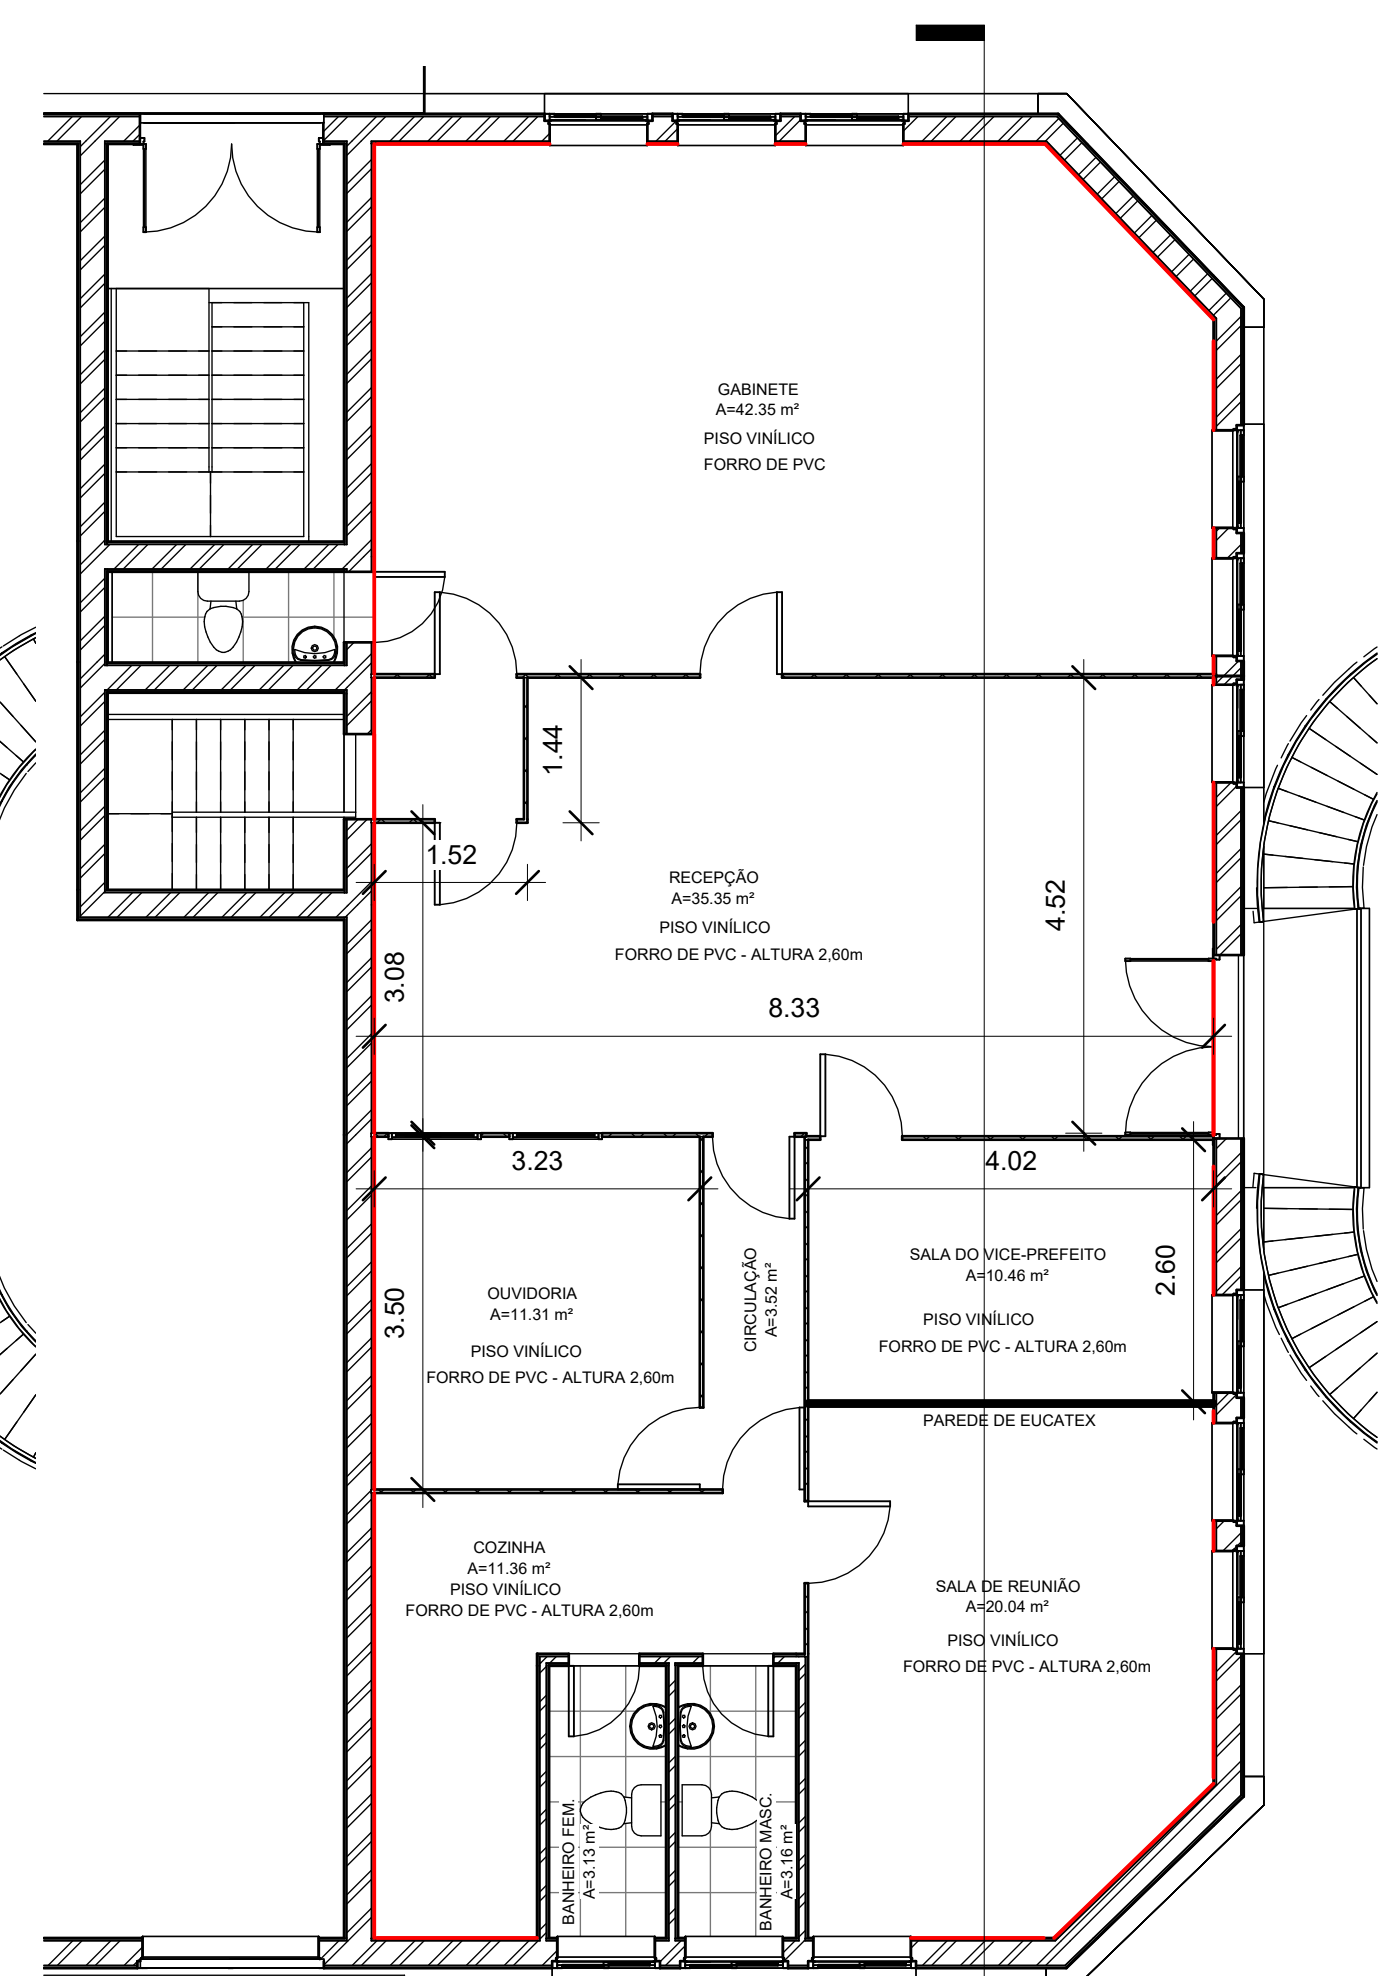 GABINETE
A=42.35 m²
PISO VINÍLICO
FORRO DE PVC
1.44
1.52
RECEPÇÃO
A=35.35 m²
PISO VINÍLICO
FORRO DE PVC - ALTURA 2,60m
4.52
3.08
8.33
3.23
4.02
OUVIDORIA
A=11.31 m²
PISO VINÍLICO
FORRO DE PVC - ALTURA 2,60m
3.50
CIRCULAÇÃO
A=3.52 m²
SALA DO VICE-PREFEITO
A=10.46 m²
PISO VINÍLICO
FORRO DE PVC - ALTURA 2,60m
2.60
PAREDE DE EUCATEX
COZINHA
A=11.36 m²
PISO VINÍLICO
FORRO DE PVC - ALTURA 2,60m
SALA DE REUNIÃO
A=20.04 m²
PISO VINÍLICO
FORRO DE PVC - ALTURA 2,60m
BANHEIRO FEM.
A=3.13 m²
BANHEIRO MASC.
A=3.16 m²